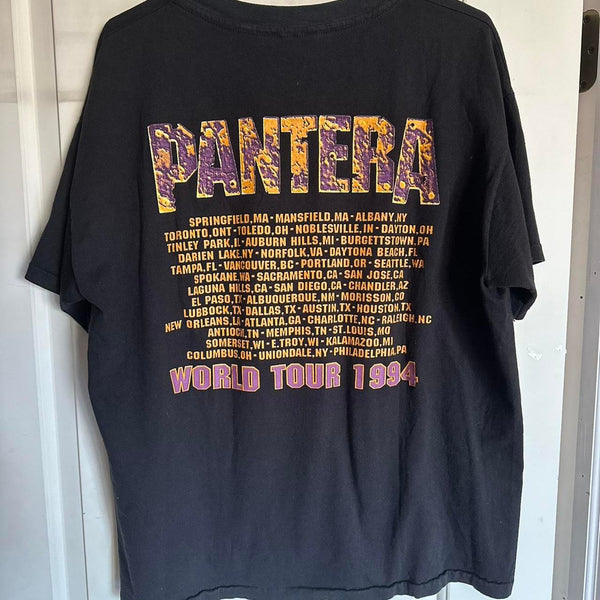 PANTERA
SPRINGFIELD,MA-MANSFIELD,MA-ALBANY,NY
TORONTO,ONT-TOLEDO,OH-NOBLESVILLE,IN-DAYTON,OH
TINLEY PARK,IL-AUBURN HILLS,MI-BURGETTSTOWN,PA
DARIEN LAKE,NY-NORFOLK,VA-DAYTONA BEACH,FL
TAMPA,FL-VANCOUVER,BC-PORTLAND,OR-SEATTLE,WA
SPOKANE,WA-SACRAMENTO,CA-SAN JOSE,CA
LAGUNA HILLS,CA-SAN DIEGO,CA-CHANDLER,AZ
EL PASO,TX-ALBUQUERQUE,NM-MORISSON,CO
LUBBOCK,TX-DALLAS,TX-AUSTIN,TX-HOUSTON,TX
NEW ORLEANS,LA-ATLANTA,GA-CHARLOTTE,NC-RALEIGH,NC
ANTIOCH,TN-MEMPHIS,TN-ST.LOUIS,MO
SOMERSET,WI-E.TROY,WI-KALAMAZOO,MI
COLUMBUS,OH-UNIONDALE,NY-PHILADELPHIA,PA
WORLD TOUR 1994